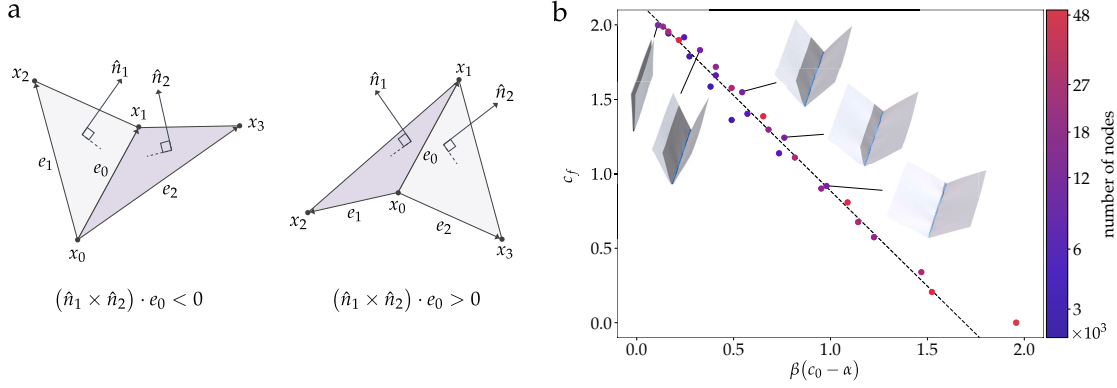 a
x₂
n̂₁
n̂₂
x₁
x₃
e₁
e₀
e₂
x₀
(n̂₁ × n̂₂) · e₀ < 0
n̂₁
x₁
n̂₂
e₀
e₁
x₀
x₂
e₂
x₃
(n̂₁ × n̂₂) · e₀ > 0
b
2.0
1.5
1.0
0.5
0.0
c_f
0.0
0.5
1.0
1.5
2.0
β(c₀ − α)
48
27
18
12
6
3
×10³
number of nodes